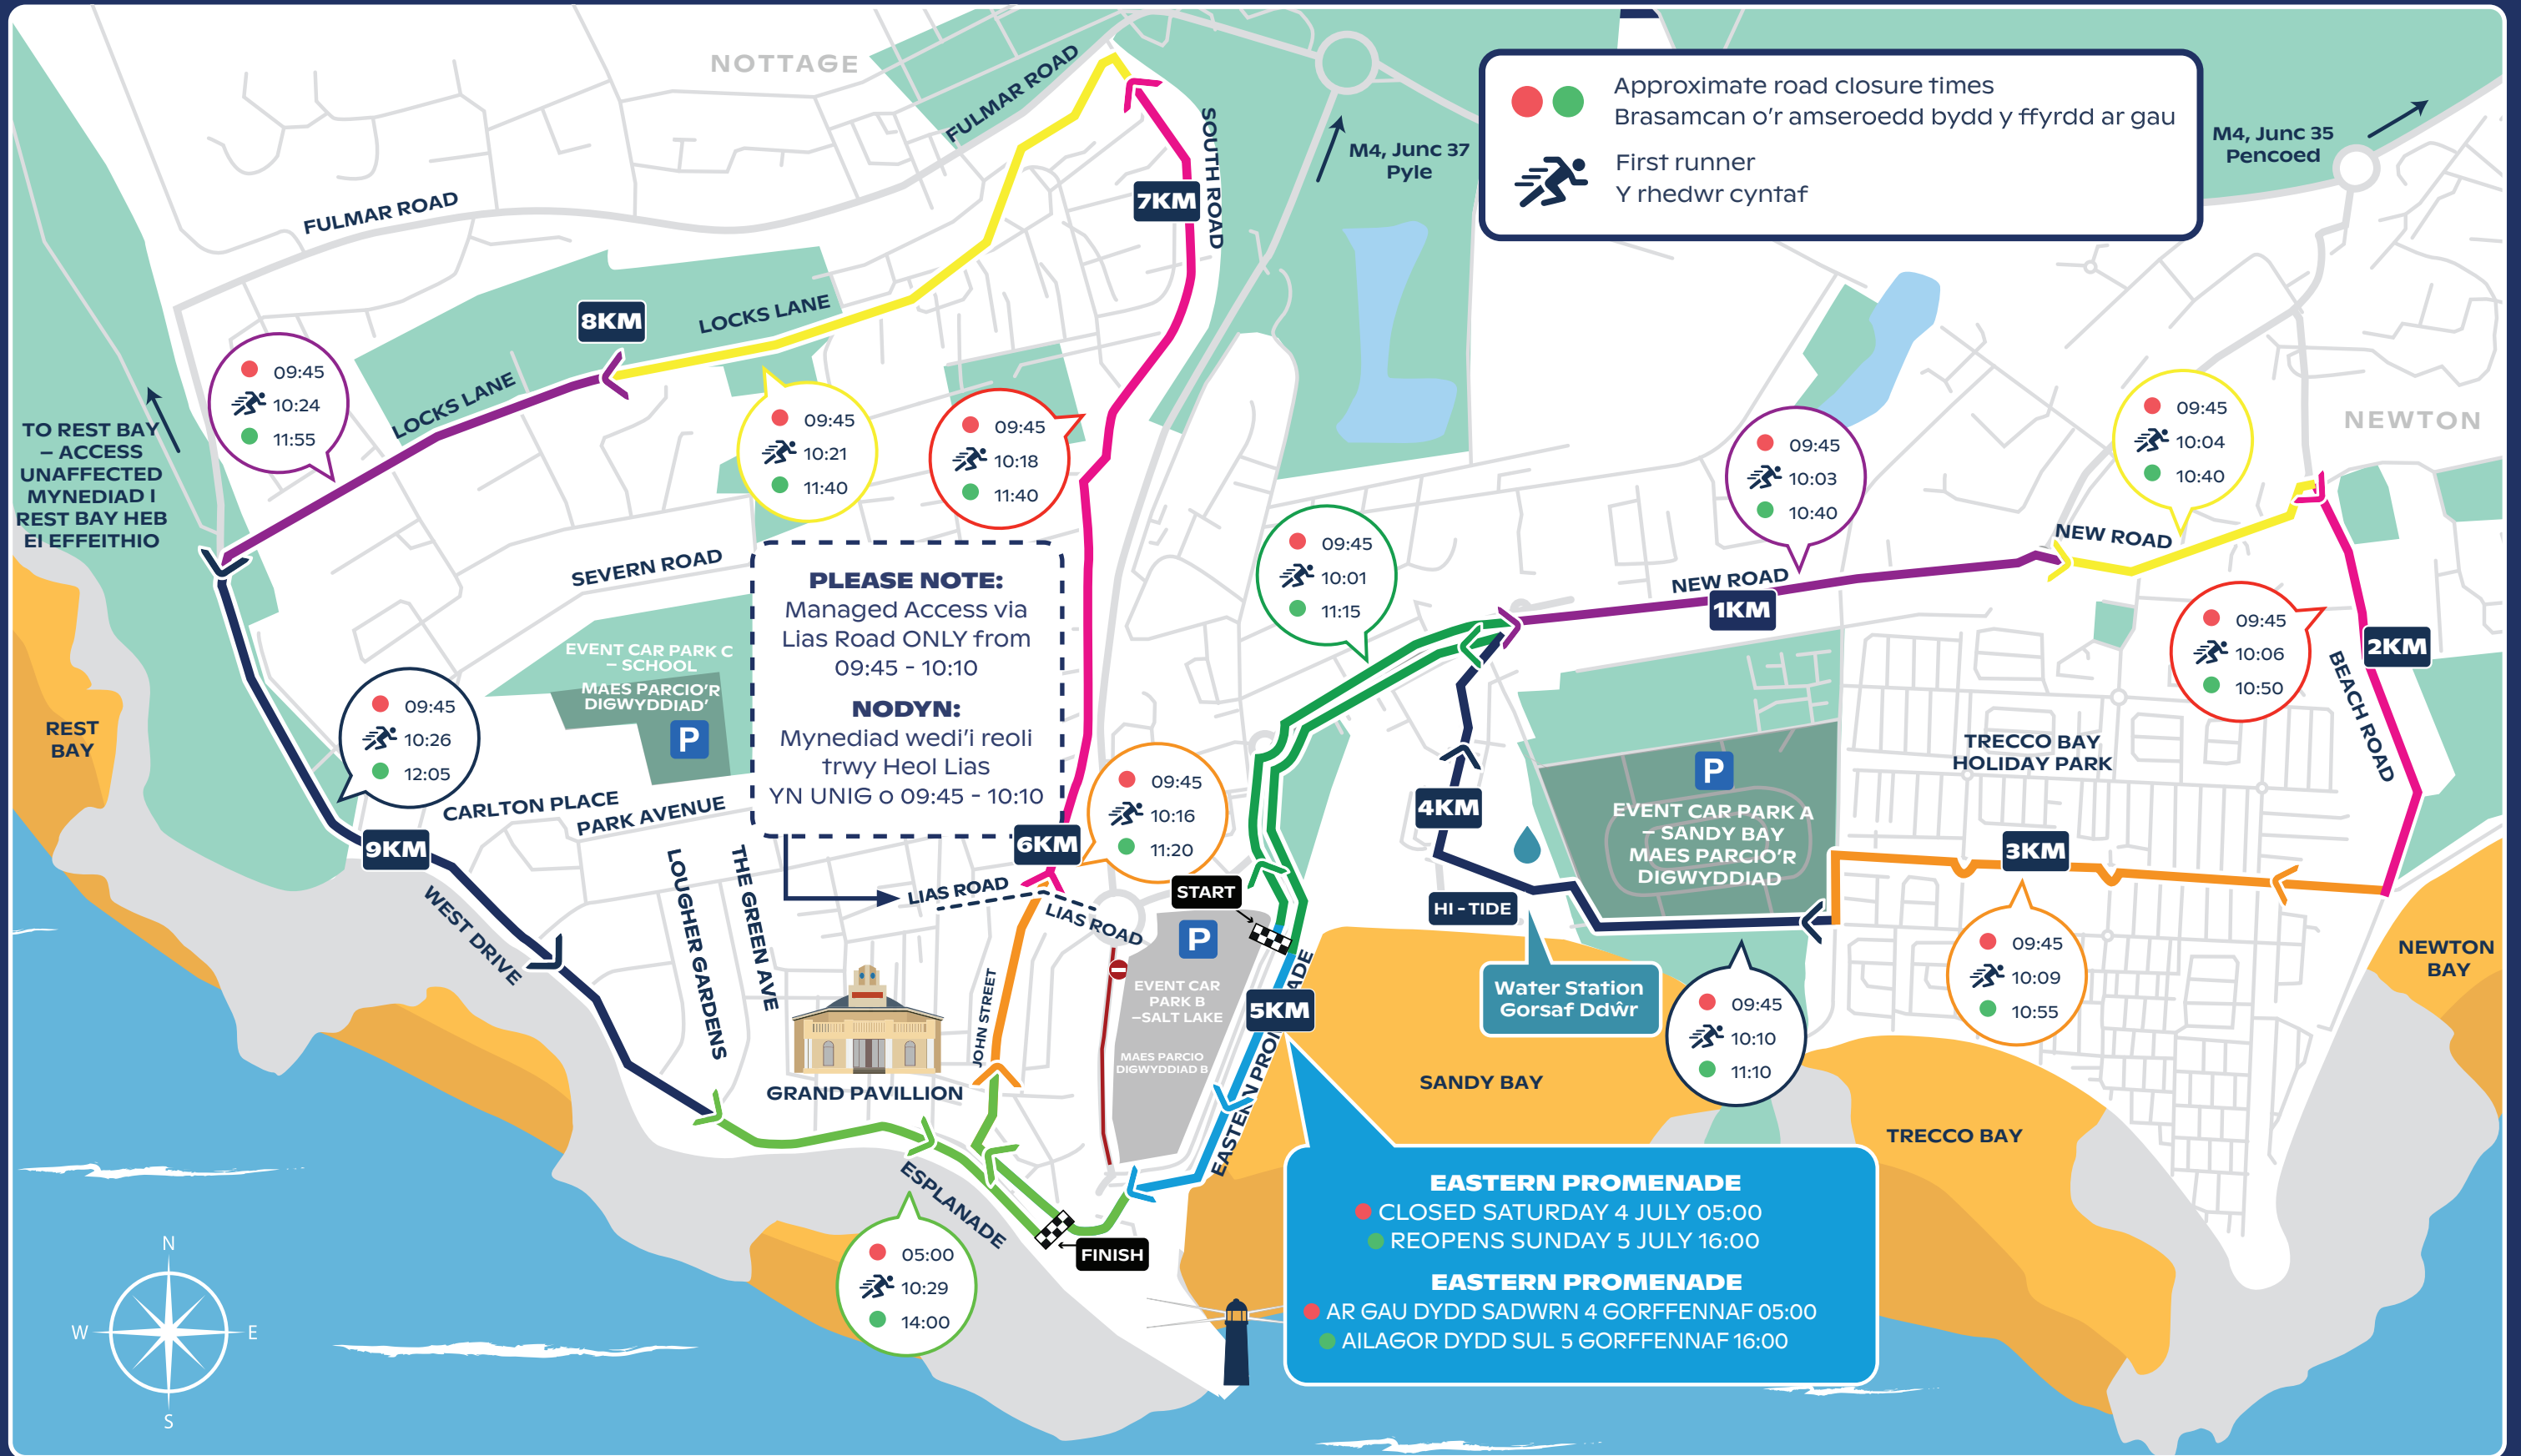 NOTTAGE
FULMAR ROAD
FULMAR ROAD
SOUTH ROAD
7KM
M4, Junc 37
Pyle
Approximate road closure times
Brasamcan o'r amseroedd bydd y ffyrdd ar gau
First runner
Y rhedwr cyntaf
M4, Junc 35
Pencoed
8KM
LOCKS LANE
LOCKS LANE
09:45
10:24
11:55
TO REST BAY
– ACCESS
UNAFFECTED
MYNEDIAD I
REST BAY HEB
EI EFFEITHIO
09:45
10:21
11:40
09:45
10:18
11:40
09:45
10:01
11:15
09:45
10:03
10:40
09:45
10:04
10:40
NEWTON
NEW ROAD
NEW ROAD
1KM
09:45
10:06
10:50
2KM
BEACH ROAD
SEVERN ROAD
PLEASE NOTE:
Managed Access via
Lias Road ONLY from
09:45 - 10:10
NODYN:
Mynediad wedi'i reoli
trwy Heol Lias
YN UNIG o 09:45 - 10:10
EVENT CAR PARK C
– SCHOOL
MAES PARCIO'R
DIGWYDDIAD'
P
REST
BAY
09:45
10:26
12:05
CARLTON PLACE
PARK AVENUE
9KM
WEST DRIVE
LOUGHER GARDENS
THE GREEN AVE
6KM
09:45
10:16
11:20
LIAS ROAD
LIAS ROAD
START
P
EVENT CAR
PARK B
–SALT LAKE
MAES PARCIO
DIGWYDDIAD B
JOHN STREET
GRAND PAVILLION
4KM
HI - TIDE
P
EVENT CAR PARK A
– SANDY BAY
MAES PARCIO'R
DIGWYDDIAD
TRECCO BAY
HOLIDAY PARK
3KM
Water Station
Gorsaf Ddŵr
09:45
10:10
11:10
09:45
10:09
10:55
NEWTON
BAY
5KM
EASTERN PROMENADE
SANDY BAY
TRECCO BAY
ESPLANADE
FINISH
05:00
10:29
14:00
EASTERN PROMENADE
CLOSED SATURDAY 4 JULY 05:00
REOPENS SUNDAY 5 JULY 16:00
EASTERN PROMENADE
AR GAU DYDD SADWRN 4 GORFFENNAF 05:00
AILAGOR DYDD SUL 5 GORFFENNAF 16:00
N
W
E
S